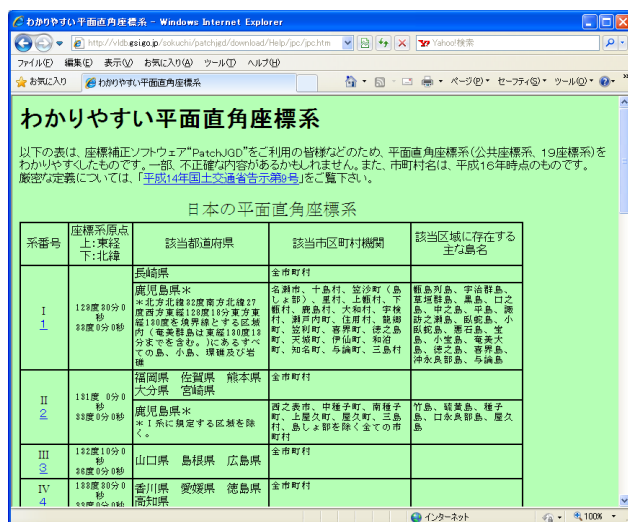 わかりやすい平面直角座標系 - Windows Internet Explorer
http://vldb.gsi.go.jp/sokuchi/patchjgd/download/Help/jpc/jpc.htm
Yahoo!検索
ファイル(F) 編集(E) 表示(V) お気に入り(A) ツール(T) ヘルプ(H)
お気に入り わかりやすい平面直角座標系 ページ(P) セーフティ(S) ツール(O)
わかりやすい平面直角座標系
以下の表は、座標補正ソフトウェア"PatchJGD"をご利用の皆様などのため、平面直角座標系(公共座標系、19座標系)を
わかりやすくしたものです。一部、不正確な内容があるかもしれません。また、市町村名は、平成16年時点のものです。
厳密な定義については、「平成14年国土交通省告示第9号」をご覧下さい。
日本の平面直角座標系
系番号
座標系原点
上:東経
下:北緯
該当都道府県
該当市区町村機関
該当区域に存在する
主な島名
I
1
128度30分0
秒
33度0分0秒
長崎県
全市町村
鹿児島県*
*北方北緯32度南方北緯27
度西方東経128度18分東方東
経130度を境界線とする区域
内(奄美群島は東経130度13
分までを含む。)にあるすべ
ての島、小島、環礁及び岩
礁
名瀬市、十島村、笠沙町(島
しょ部)、里村、上甑村、下
甑村、鹿島村、大和村、宇検
村、瀬戸内町、住用村、龍郷
町、笠利町、喜界町、徳之島
町、天城町、伊仙町、和泊
町、知名町、与論町、三島村
甑島列島、宇治群島、
草垣群島、黒島、口之
島、中之島、平島、諏
訪之瀬島、臥蛇島、小
臥蛇島、悪石島、宝
島、小宝島、奄美大
島、徳之島、喜界島、
沖永良部島、与論島
II
2
131度 0分0
秒
33度0分0秒
福岡県 佐賀県 熊本県
大分県 宮崎県
全市町村
鹿児島県*
*I系に規定する区域を除
く。
西之表市、中種子町、南種子
町、上屋久町、屋久町、三島
村、島しょ部を除く全ての市
町村
竹島、硫黄島、種子
島、口永良部島、屋久
島
III
3
132度10分0
秒
36度0分0秒
山口県 島根県 広島県
全市町村
IV
4
133度30分0
秒
33度0分0秒
香川県 愛媛県 徳島県
高知県
全市町村
インターネット 100%